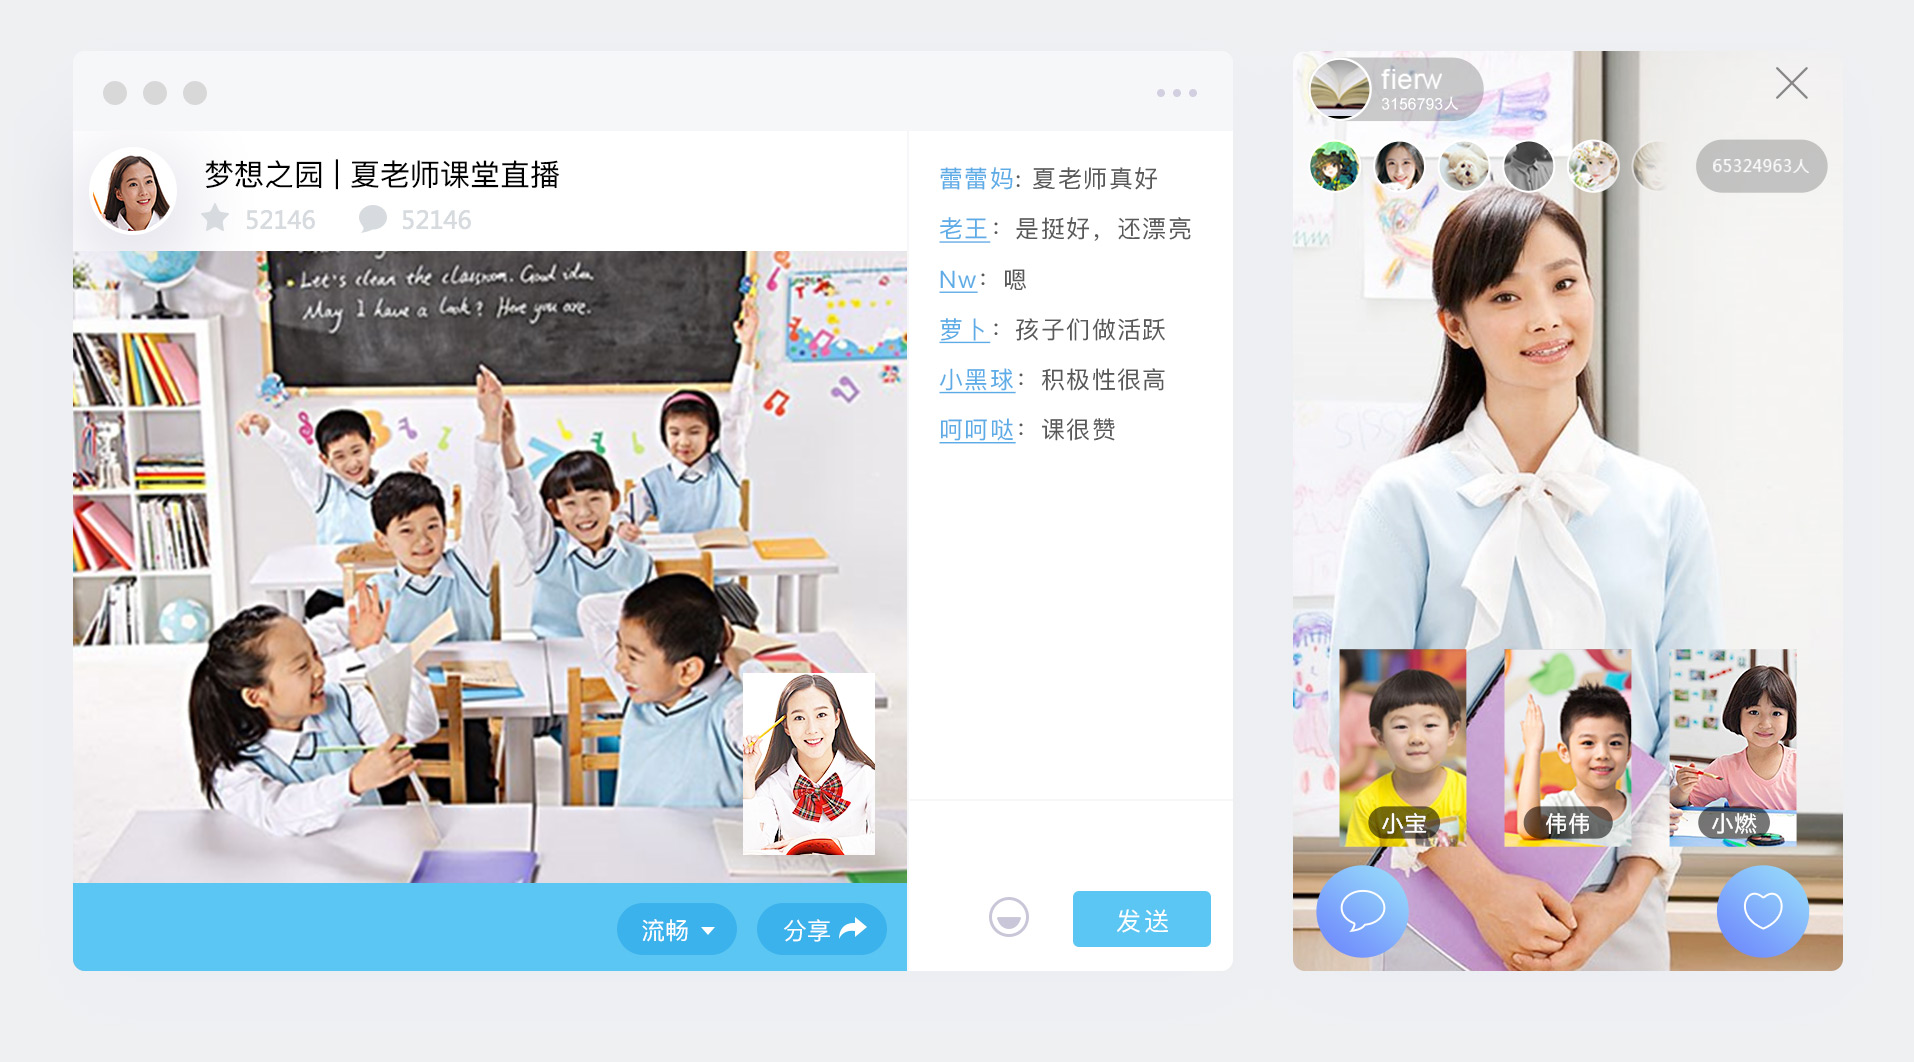 梦想之园 | 夏老师课堂直播
52146 52146
Let's clean the classroom. Good idea.
May I have a look? Here you are.
流畅
分享
蕾蕾妈: 夏老师真好
老王: 是挺好，还漂亮
Nw: 嗯
萝卜: 孩子们做活跃
小黑球: 积极性很高
呵呵哒: 课很赞
发送
fierw
3156793人
65324963人
小宝
伟伟
小燃